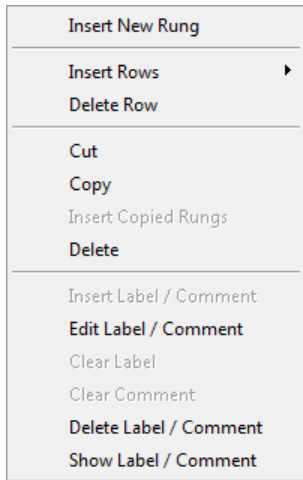 Insert New Rung
Insert Rows
Delete Row
Cut
Copy
Insert Copied Rungs
Delete
Insert Label / Comment
Edit Label / Comment
Clear Label
Clear Comment
Delete Label / Comment
Show Label / Comment